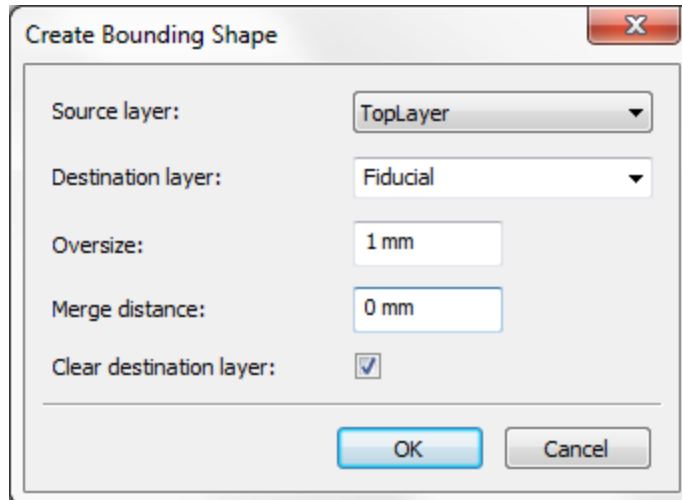 Create Bounding Shape
Source layer: TopLayer
Destination layer: Fiducial
Oversize: 1 mm
Merge distance: 0 mm
Clear destination layer:
OK Cancel